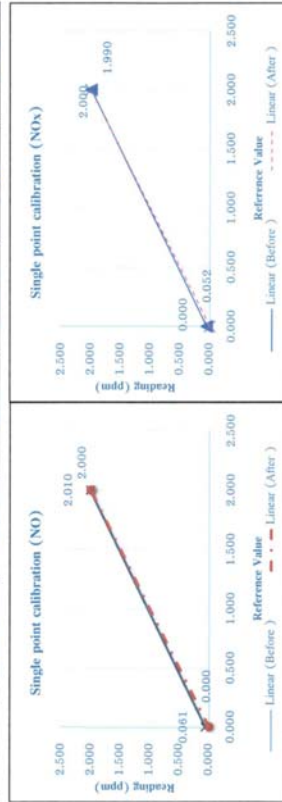 Single point calibration (NO)
2.500
2.000
1.500
1.000
0.500
0.000
Reading (ppm)
2.010
2.000
0.061
0.000
0.000 0.500 1.000 1.500 2.000 2.500
Reference Value
Linear (Before) Linear (After)
Single point calibration (NOx)
2.500
2.000
1.500
1.000
0.500
0.000
Reading (ppm)
2.000
1.990
0.000
0.052
0.000 0.500 1.000 1.500 2.000 2.500
Reference Value
Linear (Before) Linear (After)